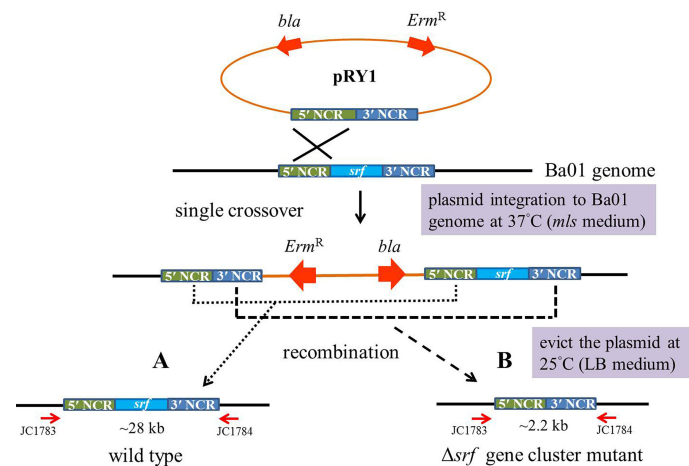 bla
Erm^R
pRY1
5′ NCR 3′ NCR
5′ NCR srf 3′ NCR
Ba01 genome
single crossover
plasmid integration to Ba01
genome at 37°C (mls medium)
Erm^R bla
5′ NCR 3′ NCR 5′ NCR srf 3′ NCR
A
recombination
B
evict the plasmid at
25°C (LB medium)
5′ NCR srf 3′ NCR
JC1783 ~28 kb JC1784
wild type
5′ NCR 3′ NCR
JC1783 ~2.2 kb JC1784
Δsrf gene cluster mutant